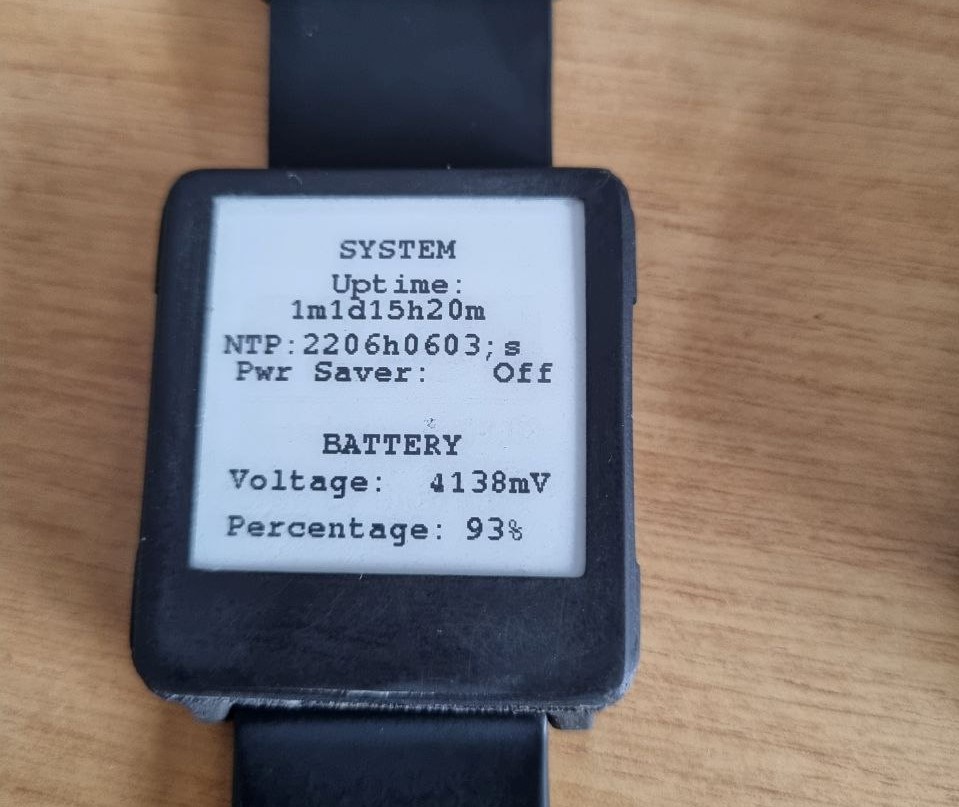 SYSTEM
Uptime:
1m1d15h20m
NTP:2206h0603;s
Pwr Saver: Off
BATTERY
Voltage: 4138mV
Percentage: 93%